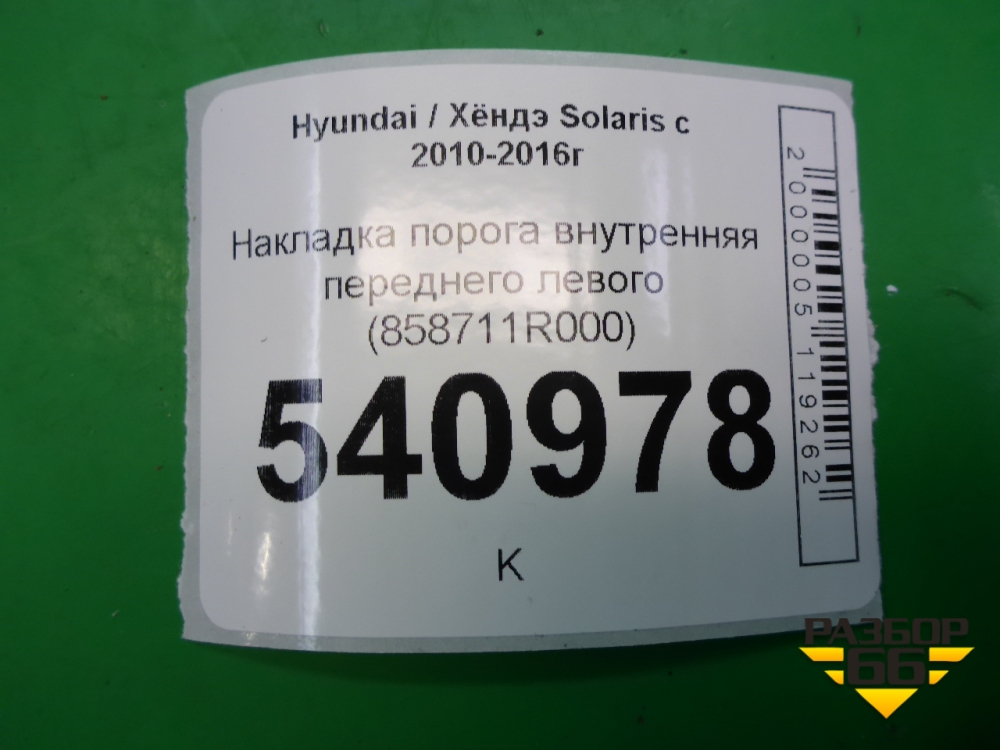 Hyundai / Хёндэ Solaris с
2010-2016г
Накладка порога внутренняя
переднего левого
(858711R000)
540978
К
2000005119262
РАЗБОР
66